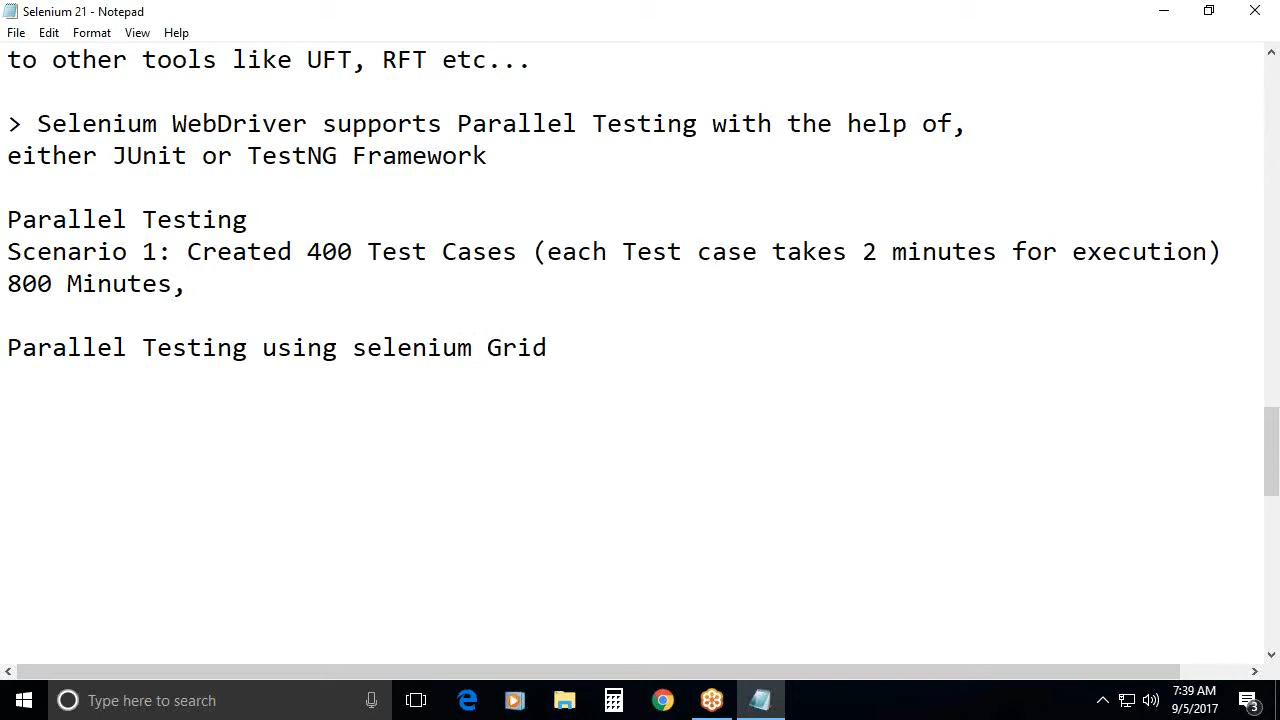 Selenium 21 - Notepad
File Edit Format View Help
to other tools like UFT, RFT etc...
> Selenium WebDriver supports Parallel Testing with the help of,
either JUnit or TestNG Framework
Parallel Testing
Scenario 1: Created 400 Test Cases (each Test case takes 2 minutes for execution)
800 Minutes,
Parallel Testing using selenium Grid
Type here to search
7:39 AM
9/5/2017
3